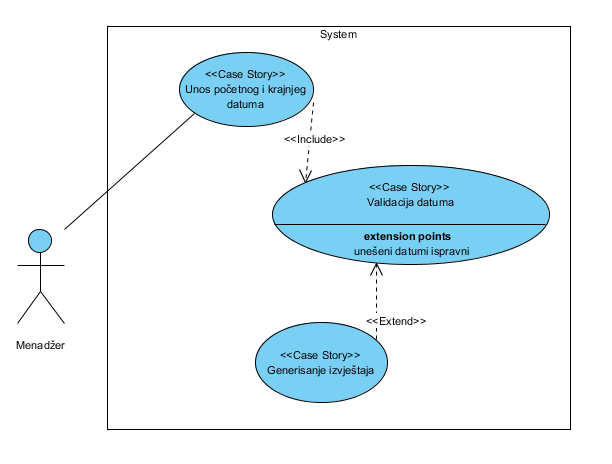 System
<<Case Story>>
Unos početnog i krajnjeg
datuma
<<Include>>
<<Case Story>>
Validacija datuma
extension points
unešeni datumi ispravni
<<Extend>>
<<Case Story>>
Generisanje izvještaja
Menadžer